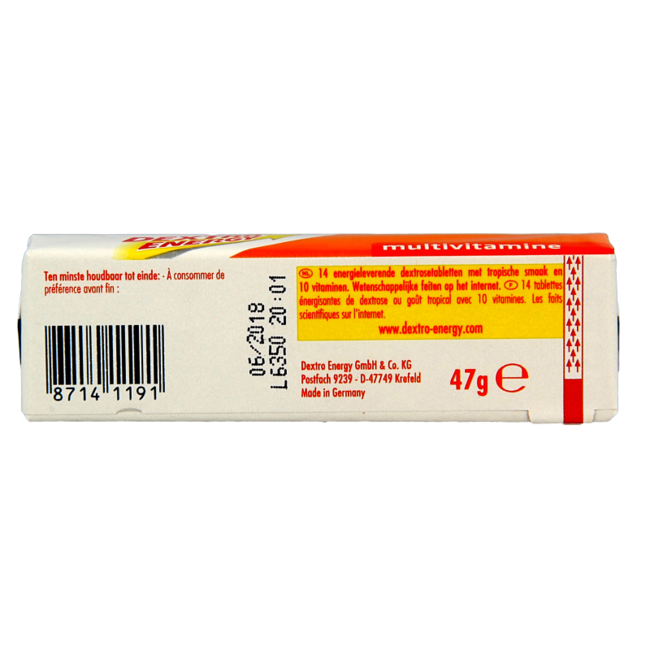 DEXTRO
ENERGY
multivitamine
Ten minste houdbaar tot einde: - À consommer de
préférence avant fin :
8714 1191
06/2018
L6350 20:01
NL 14 energieleverende dextrosetabletten met tropische smaak en
10 vitaminen. Wetenschappelijke feiten op het internet. F 14 tablettes
énergisantes de dextrose au goût tropical avec 10 vitamines. Les faits
scientifiques sur l'internet.
www.dextro-energy.com
Dextro Energy GmbH & Co. KG
Postfach 9239 - D-47749 Krefeld
Made in Germany
47g ℮